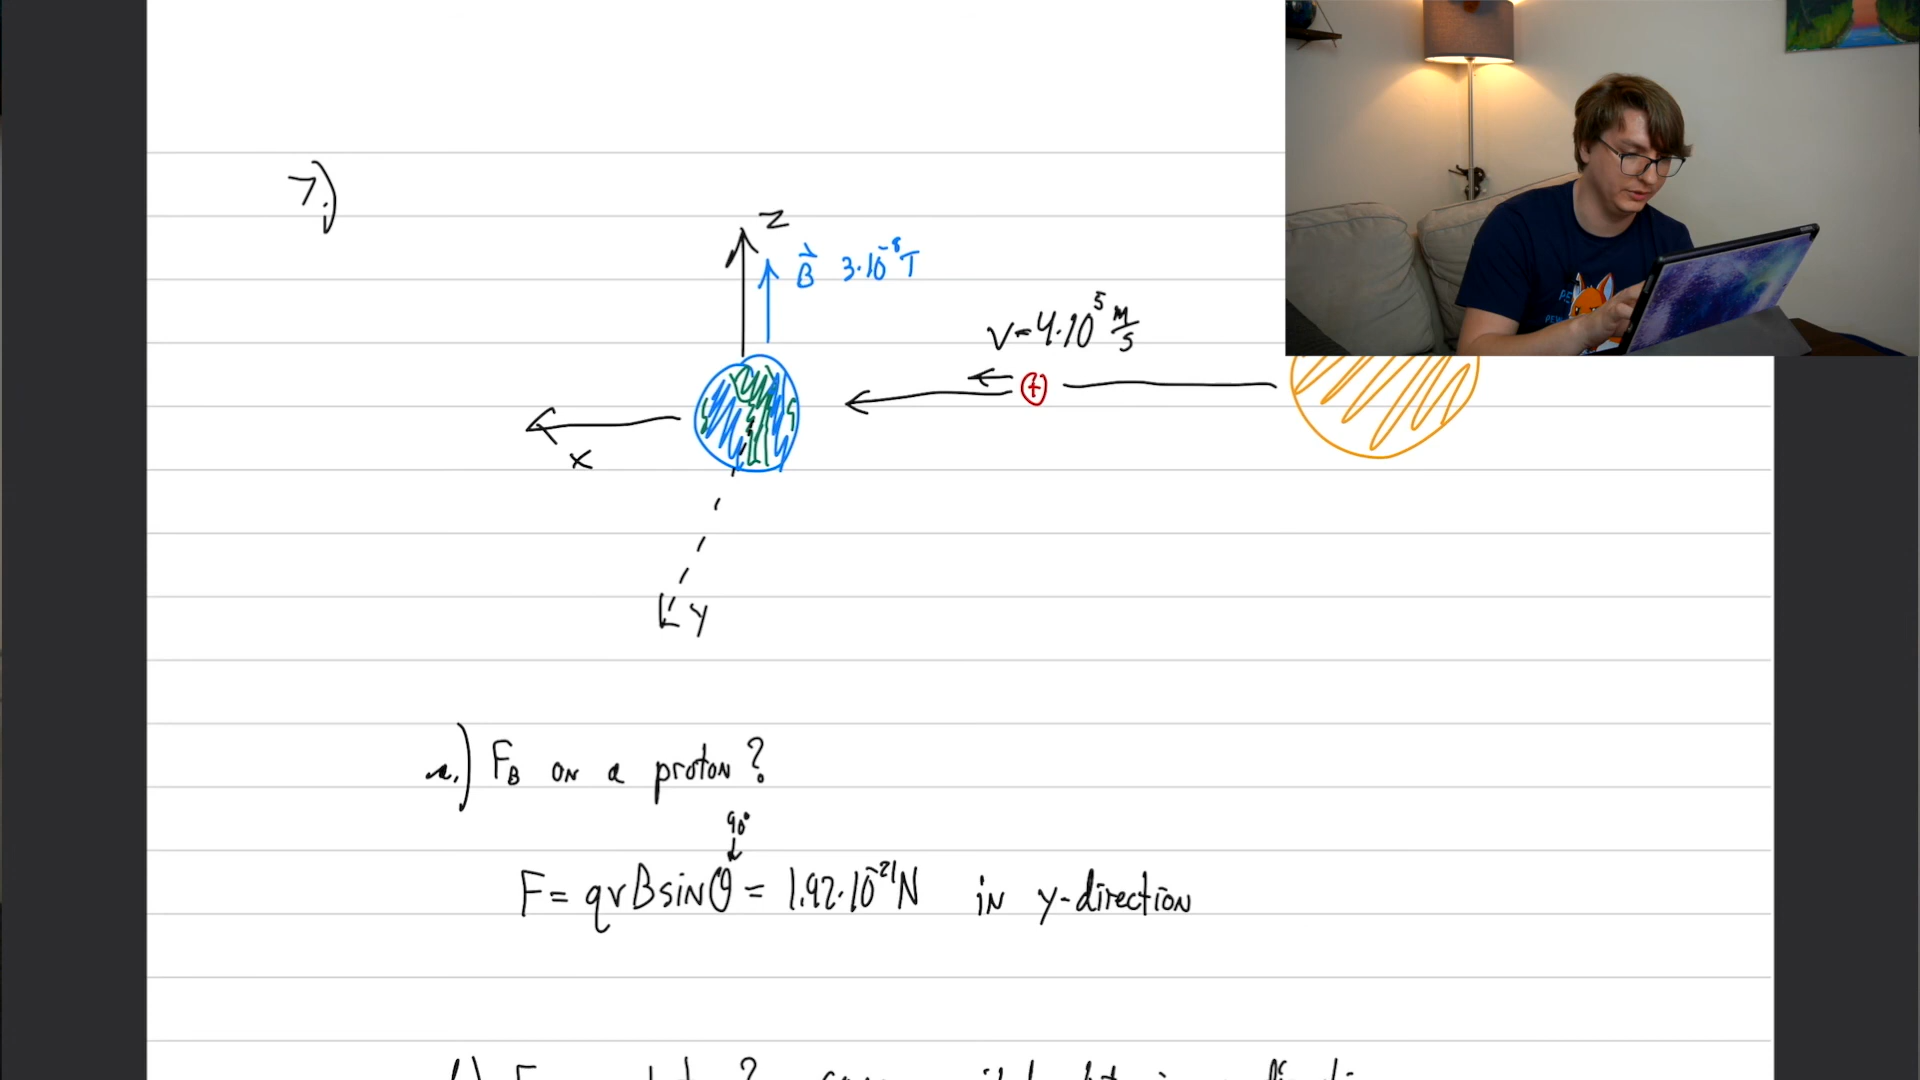 7.)
Z
B⃗ 3·10⁻⁸T
V=4·10⁵ m/s
X
Y
a.) F_B on a proton?
90°
↓
F = qvBsinθ = 1.92·10⁻²¹N in y-direction